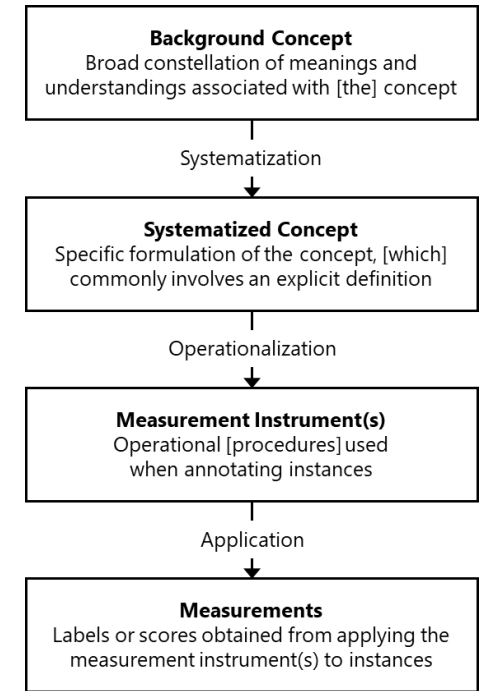 Background Concept
Broad constellation of meanings and
understandings associated with [the] concept
Systematization
Systematized Concept
Specific formulation of the concept, [which]
commonly involves an explicit definition
Operationalization
Measurement Instrument(s)
Operational [procedures] used
when annotating instances
Application
Measurements
Labels or scores obtained from applying the
measurement instrument(s) to instances